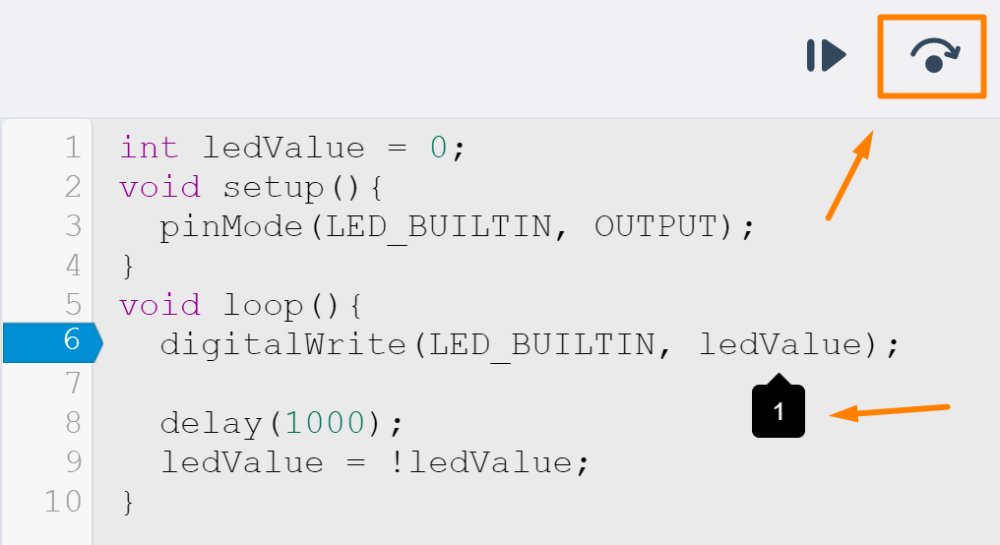 1 int ledValue = 0;
2 void setup(){
3   pinMode(LED_BUILTIN, OUTPUT);
4 }
5 void loop(){
6   digitalWrite(LED_BUILTIN, ledValue);
7
1
8   delay(1000);
9   ledValue = !ledValue;
10 }